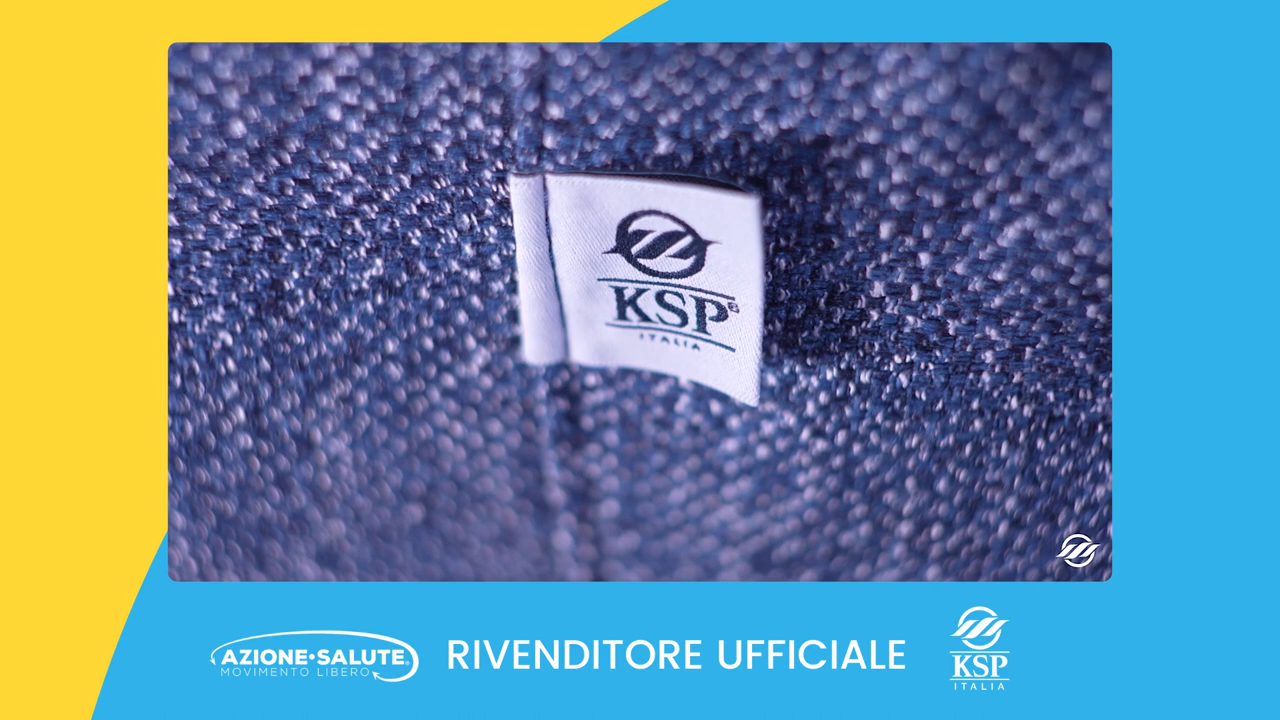 KSP®
ITALIA
AZIONE·SALUTE®
MOVIMENTO LIBERO
RIVENDITORE UFFICIALE
KSP
ITALIA